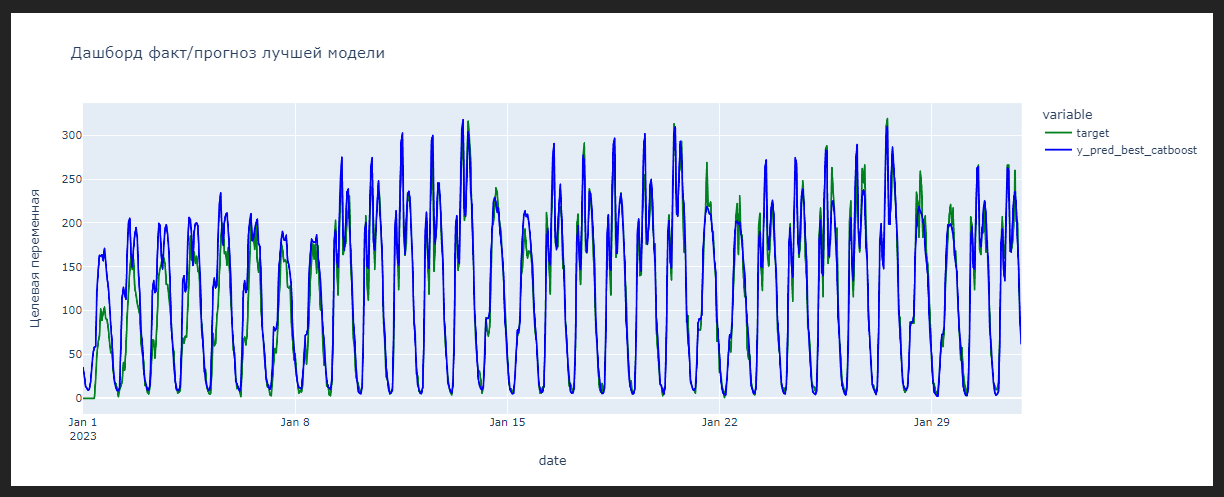 Дашборд факт/прогноз лучшей модели
variable
target
y_pred_best_catboost
Целевая переменная
300
250
200
150
100
50
0
Jan 1
2023
Jan 8
Jan 15
Jan 22
Jan 29
date